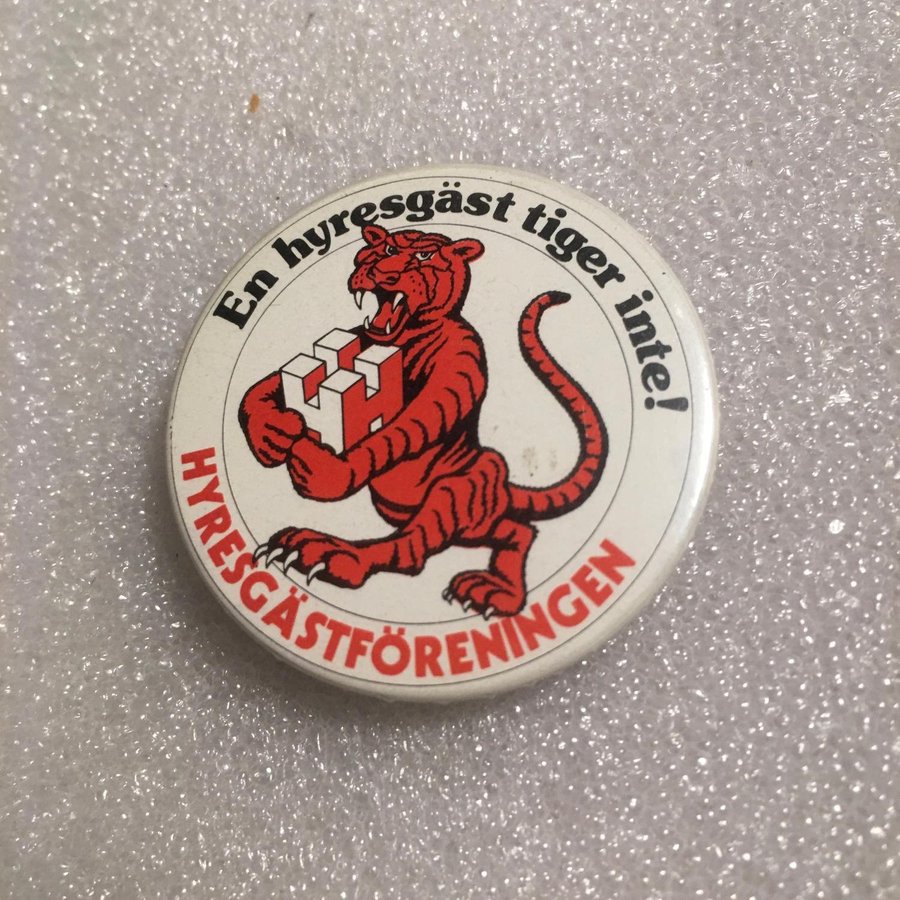 En hyresgäst tiger inte!
HYRESGÄSTFÖRENINGEN